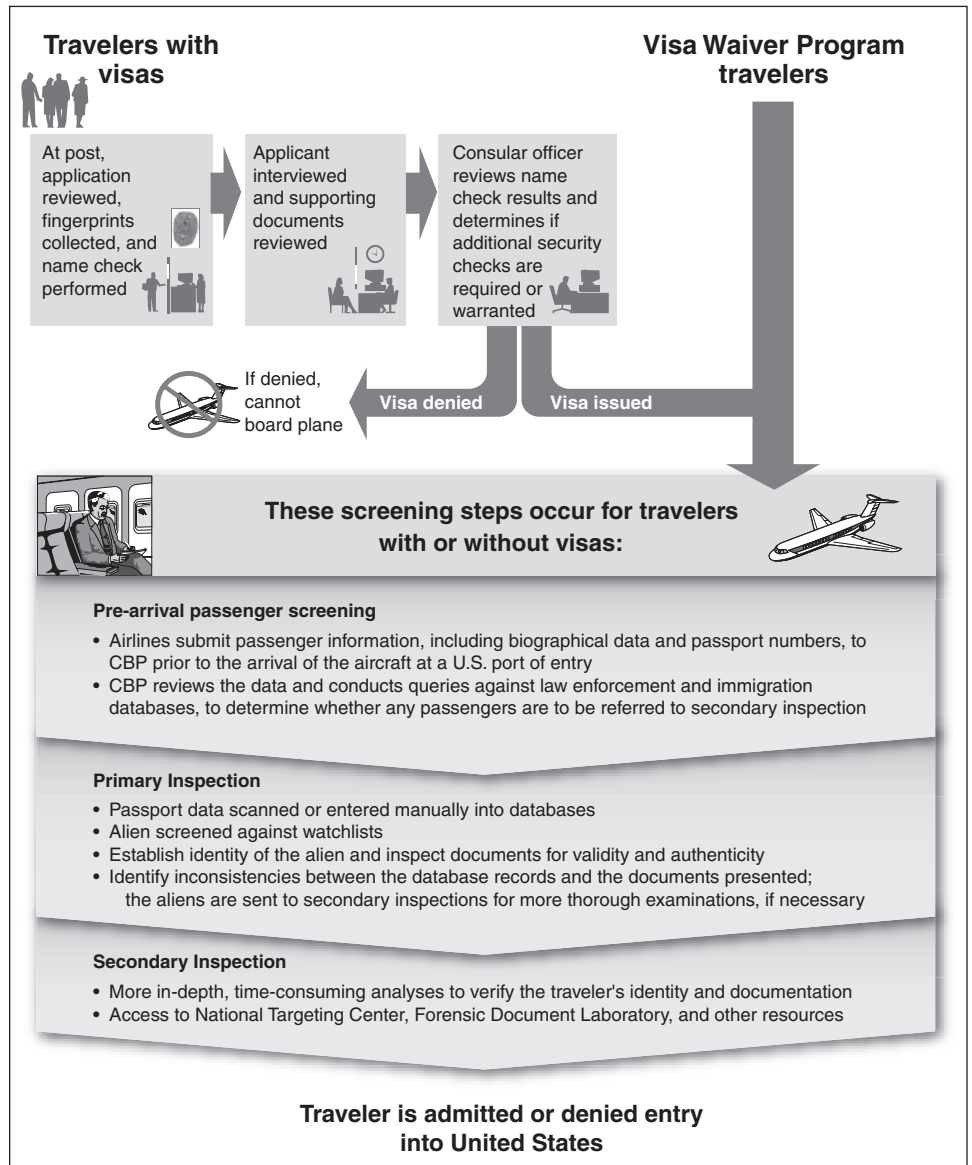 Travelers with
visas
Visa Waiver Program
travelers
At post,
application
reviewed,
fingerprints
collected, and
name check
performed
Applicant
interviewed
and supporting
documents
reviewed
Consular officer
reviews name
check results and
determines if
additional security
checks are
required or
warranted
If denied,
cannot
board plane
Visa denied
Visa issued
These screening steps occur for travelers
with or without visas:
Pre-arrival passenger screening
• Airlines submit passenger information, including biographical data and passport numbers, to
CBP prior to the arrival of the aircraft at a U.S. port of entry
• CBP reviews the data and conducts queries against law enforcement and immigration
databases, to determine whether any passengers are to be referred to secondary inspection
Primary Inspection
• Passport data scanned or entered manually into databases
• Alien screened against watchlists
• Establish identity of the alien and inspect documents for validity and authenticity
• Identify inconsistencies between the database records and the documents presented;
the aliens are sent to secondary inspections for more thorough examinations, if necessary
Secondary Inspection
• More in-depth, time-consuming analyses to verify the traveler's identity and documentation
• Access to National Targeting Center, Forensic Document Laboratory, and other resources
Traveler is admitted or denied entry
into United States